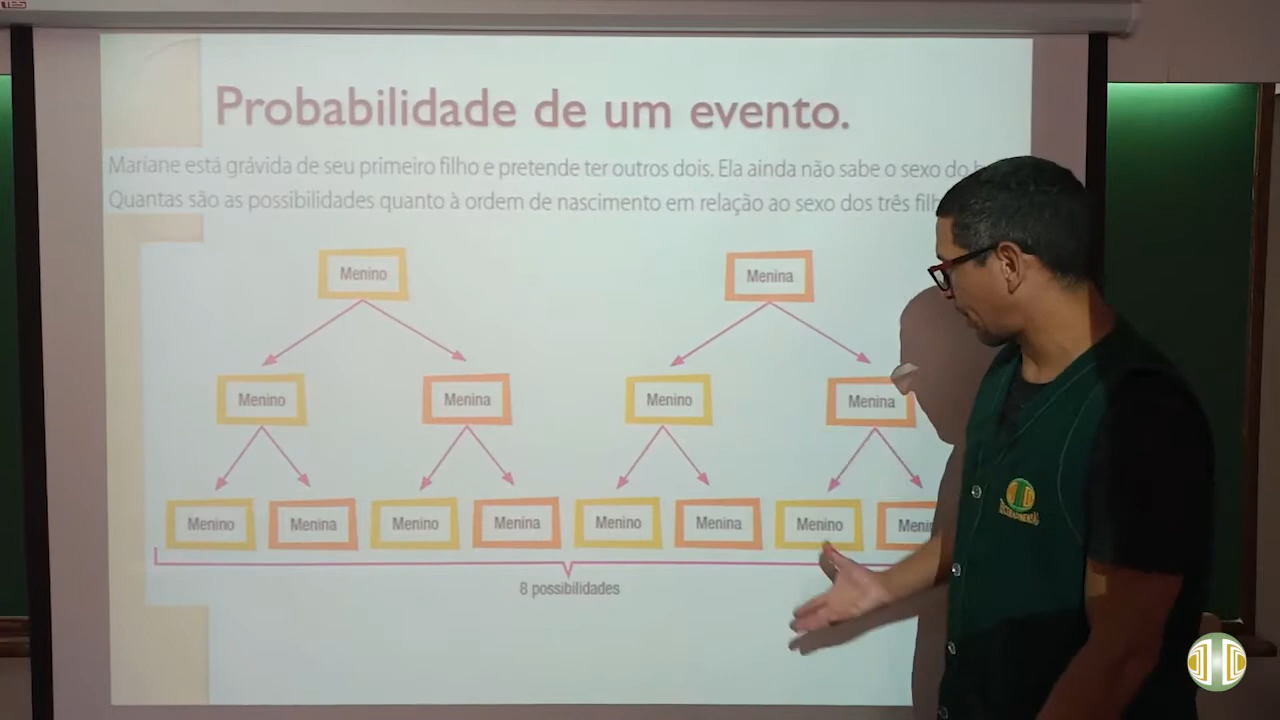 Probabilidade de um evento.
Mariane está grávida de seu primeiro filho e pretende ter outros dois. Ela ainda não sabe o sexo do
Quantas são as possibilidades quanto à ordem de nascimento em relação ao sexo dos três
Menino Menina
Menino Menina Menino Menina
Menino Menina Menino Menina Menino Menina Menino
8 possibilidades